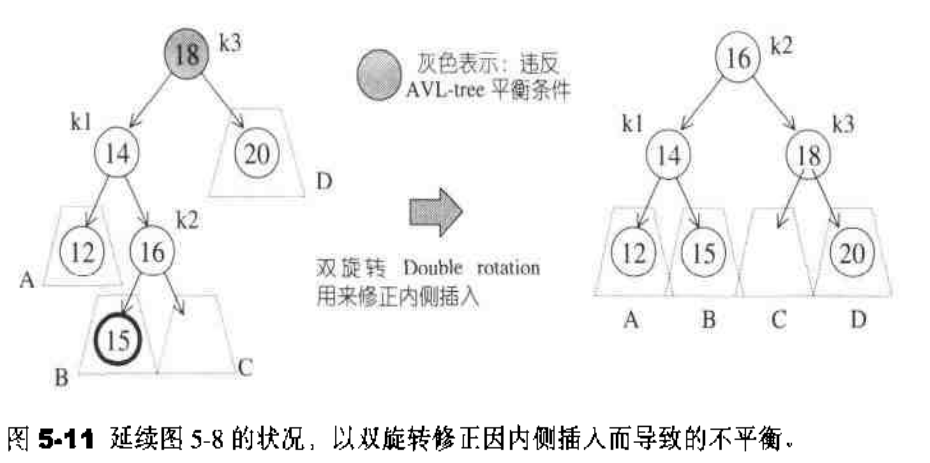 18
k3
灰色表示：违反
AVL-tree 平衡条件
16
k2
k1
14
20
D
k1
14
k3
18
12
A
k2
16
双旋转 Double rotation
用来修正内侧插入
12
15
20
A
B
C
D
15
B
C
图 5-11 延续图 5-8 的状况，以双旋转修正因内侧插入而导致的不平衡。